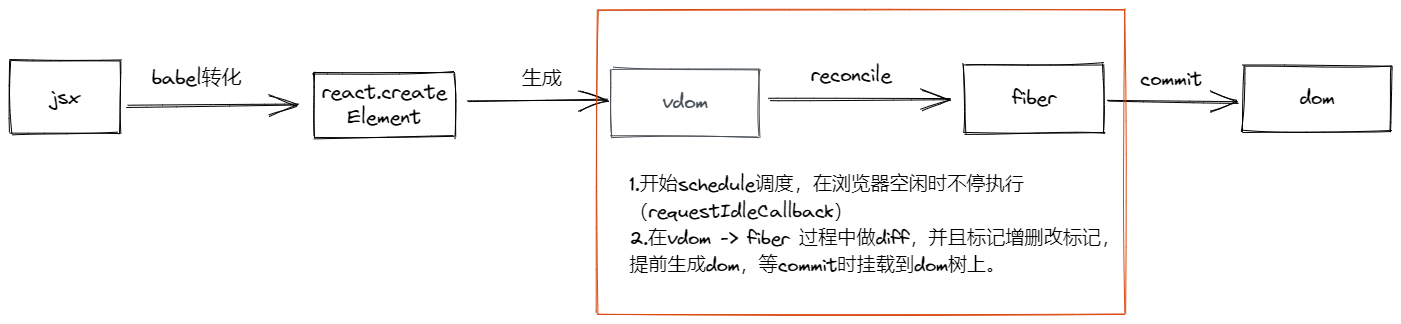 jsx
babel转化
react.create
Element
生成
vdom
reconcile
fiber
commit
dom
1.开始schedule调度，在浏览器空闲时不停执行
（requestIdleCallback）
2.在vdom -> fiber 过程中做diff，并且标记增删改标记，
提前生成dom，等commit时挂载到dom树上。